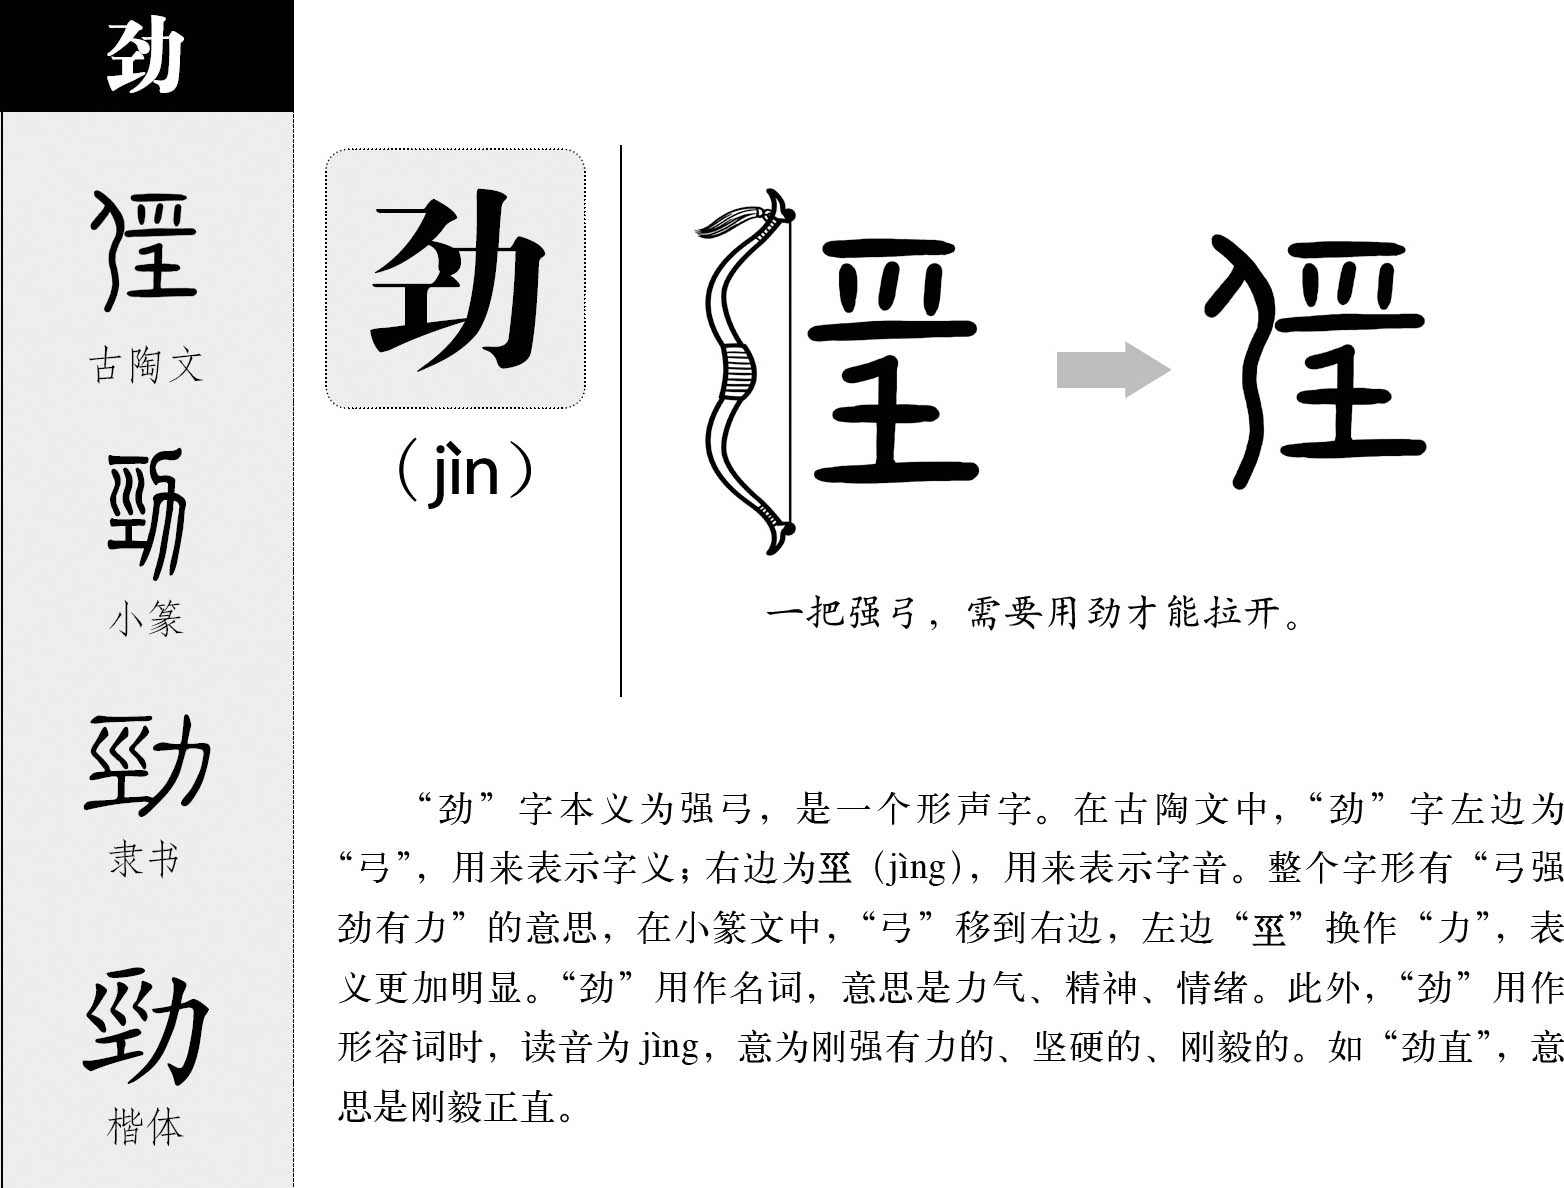 劲
古陶文
小篆
隶书
楷体
劲
（jìn）
一把强弓，需要用劲才能拉开。
“劲”字本义为强弓，是一个形声字。在古陶文中，“劲”字左边为
“弓”，用来表示字义；右边为巠（jìng），用来表示字音。整个字形有“弓强
劲有力”的意思，在小篆文中，“弓”移到右边，左边“巠”换作“力”，表
义更加明显。“劲”用作名词，意思是力气、精神、情绪。此外，“劲”用作
形容词时，读音为jìng，意为刚强有力的、坚硬的、刚毅的。如“劲直”，意
思是刚毅正直。